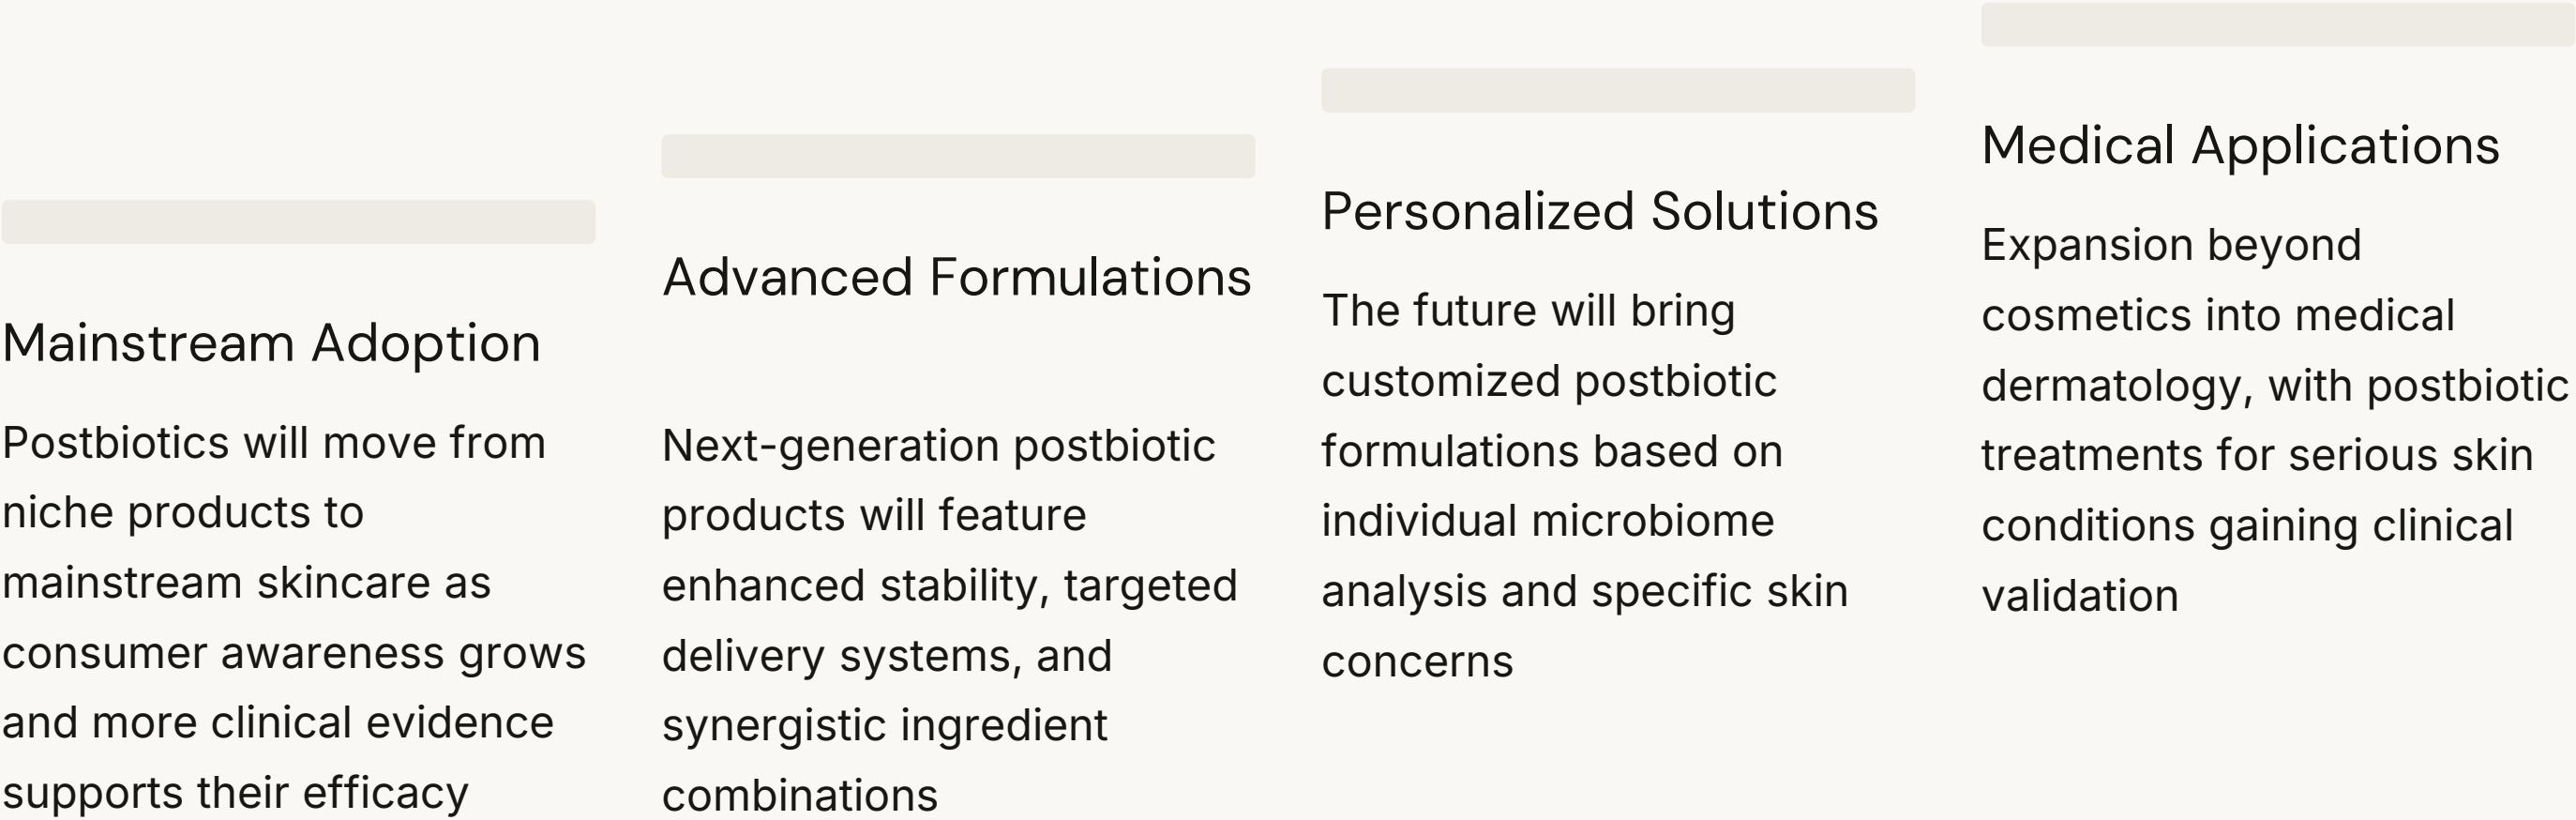 Mainstream Adoption
Postbiotics will move from
niche products to
mainstream skincare as
consumer awareness grows
and more clinical evidence
supports their efficacy
Advanced Formulations
Next-generation postbiotic
products will feature
enhanced stability, targeted
delivery systems, and
synergistic ingredient
combinations
Personalized Solutions
The future will bring
customized postbiotic
formulations based on
individual microbiome
analysis and specific skin
concerns
Medical Applications
Expansion beyond
cosmetics into medical
dermatology, with postbiotic
treatments for serious skin
conditions gaining clinical
validation